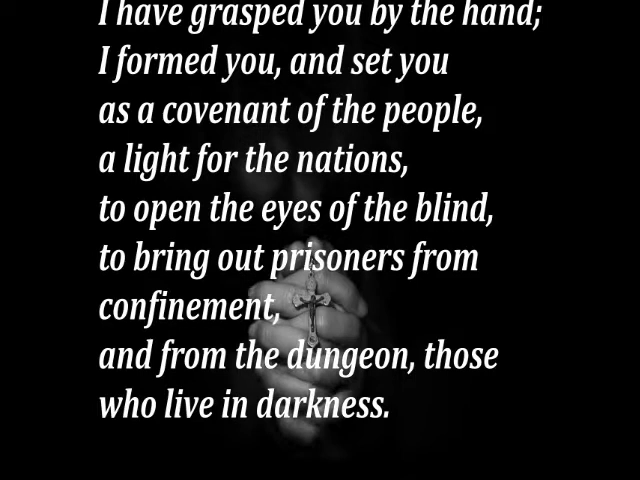 I have grasped you by the hand;
I formed you, and set you
as a covenant of the people,
a light for the nations,
to open the eyes of the blind,
to bring out prisoners from
confinement,
and from the dungeon, those
who live in darkness.